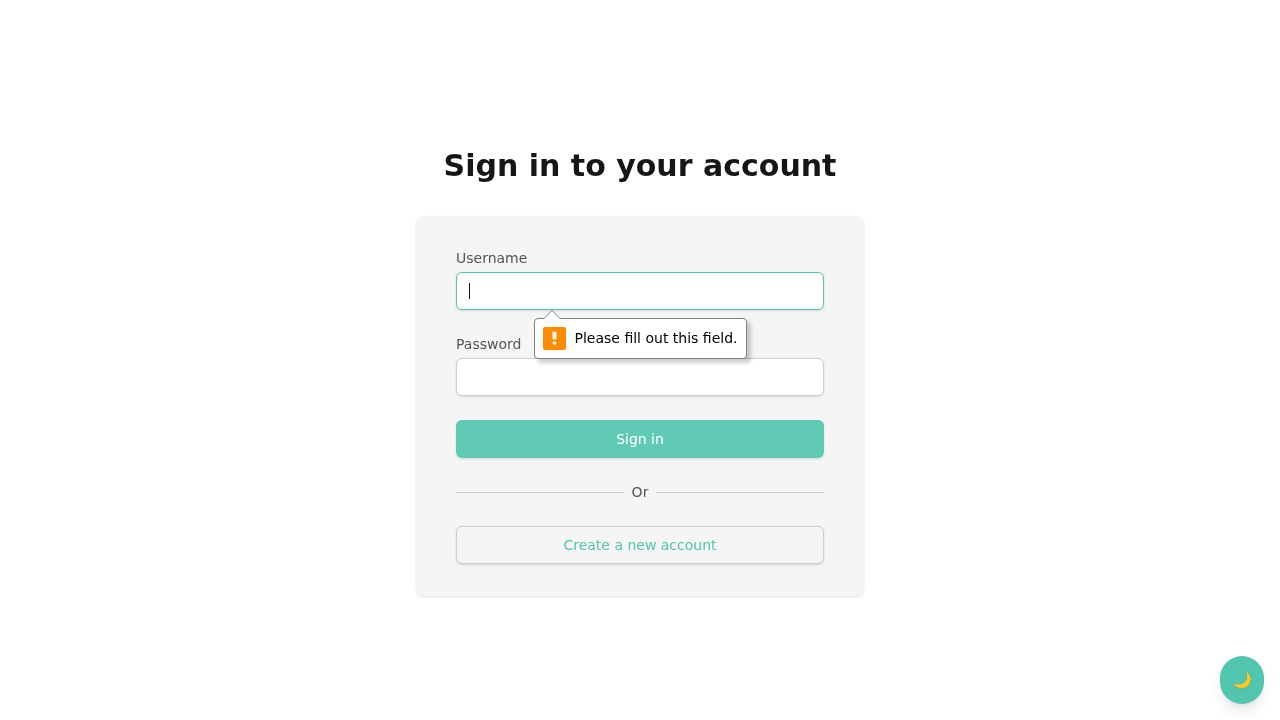 Sign in to your account
Username
Please fill out this field.
Password
Sign in
Or
Create a new account